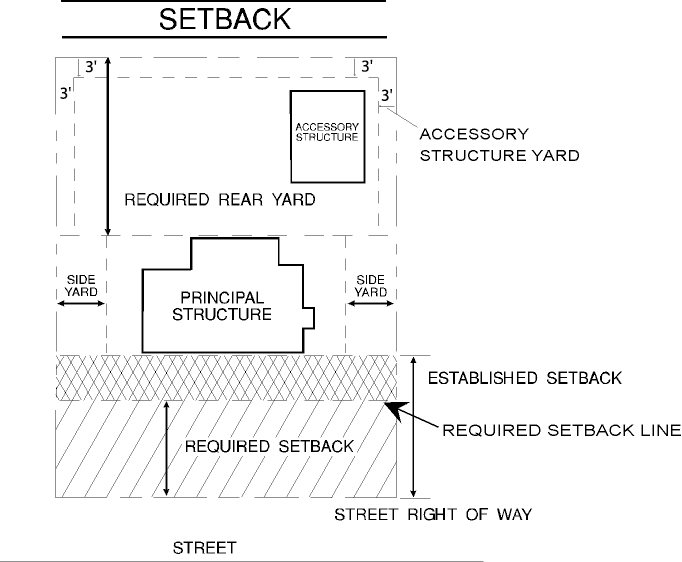 SETBACK
3' 3'
3' 3'
ACCESSORY
STRUCTURE
ACCESSORY
STRUCTURE YARD
REQUIRED REAR YARD
SIDE
YARD
PRINCIPAL
STRUCTURE
SIDE
YARD
ESTABLISHED SETBACK
REQUIRED SETBACK LINE
REQUIRED SETBACK
STREET RIGHT OF WAY
STREET